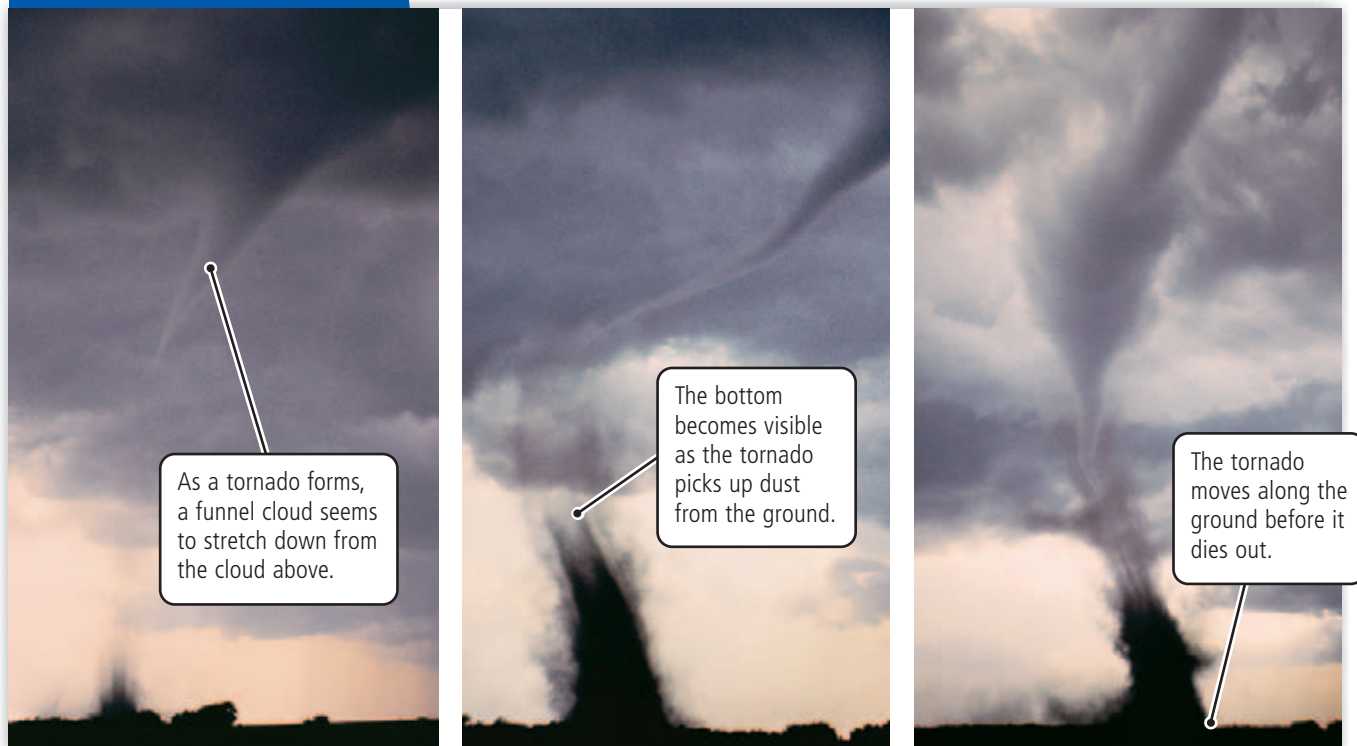 As a tornado forms,
a funnel cloud seems
to stretch down from
the cloud above.
The bottom
becomes visible
as the tornado
picks up dust
from the ground.
The tornado
moves along the
ground before it
dies out.